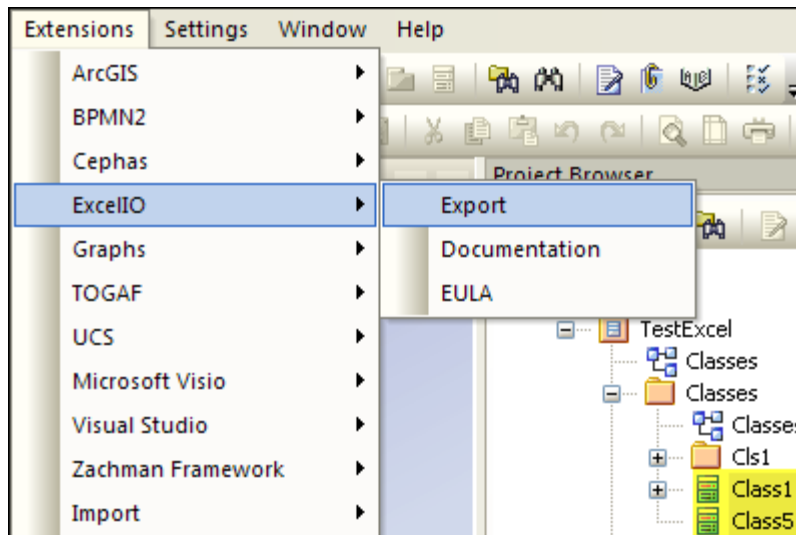 Extensions Settings Window Help
ArcGIS
BPMN2
Cephas
Project Browser
ExcelIO
Export
Graphs
Documentation
TOGAF
EULA
UCS
TestExcel
Classes
Microsoft Visio
Classes
Visual Studio
Classes
Zachman Framework
Cls1
Class1
Import
Class5